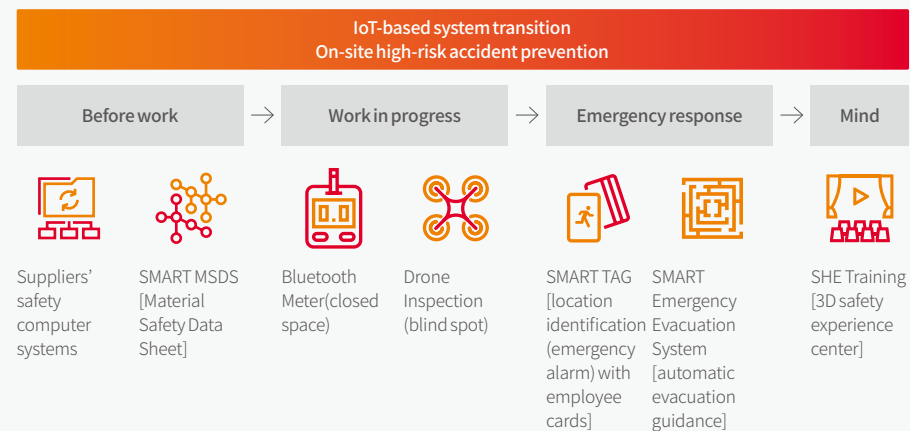 IoT-based system transition
On-site high-risk accident prevention
Before work
Work in progress
Emergency response
Mind
0.0
Suppliers'
safety
computer
systems
SMART MSDS
[Material
Safety Data
Sheet]
Bluetooth
Meter(closed
space)
Drone
Inspection
(blind spot)
SMART TAG
[location
identification
(emergency
alarm) with
employee
cards]
SMART
Emergency
Evacuation
System
[automatic
evacuation
guidance]
SHE Training
[3D safety
experience
center]